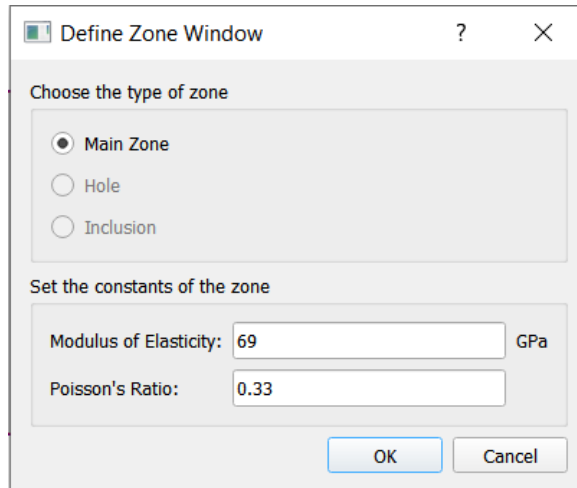 Define Zone Window ?
Choose the type of zone
Main Zone
Hole
Inclusion
Set the constants of the zone
Modulus of Elasticity: 69 GPa
Poisson's Ratio: 0.33
OK Cancel